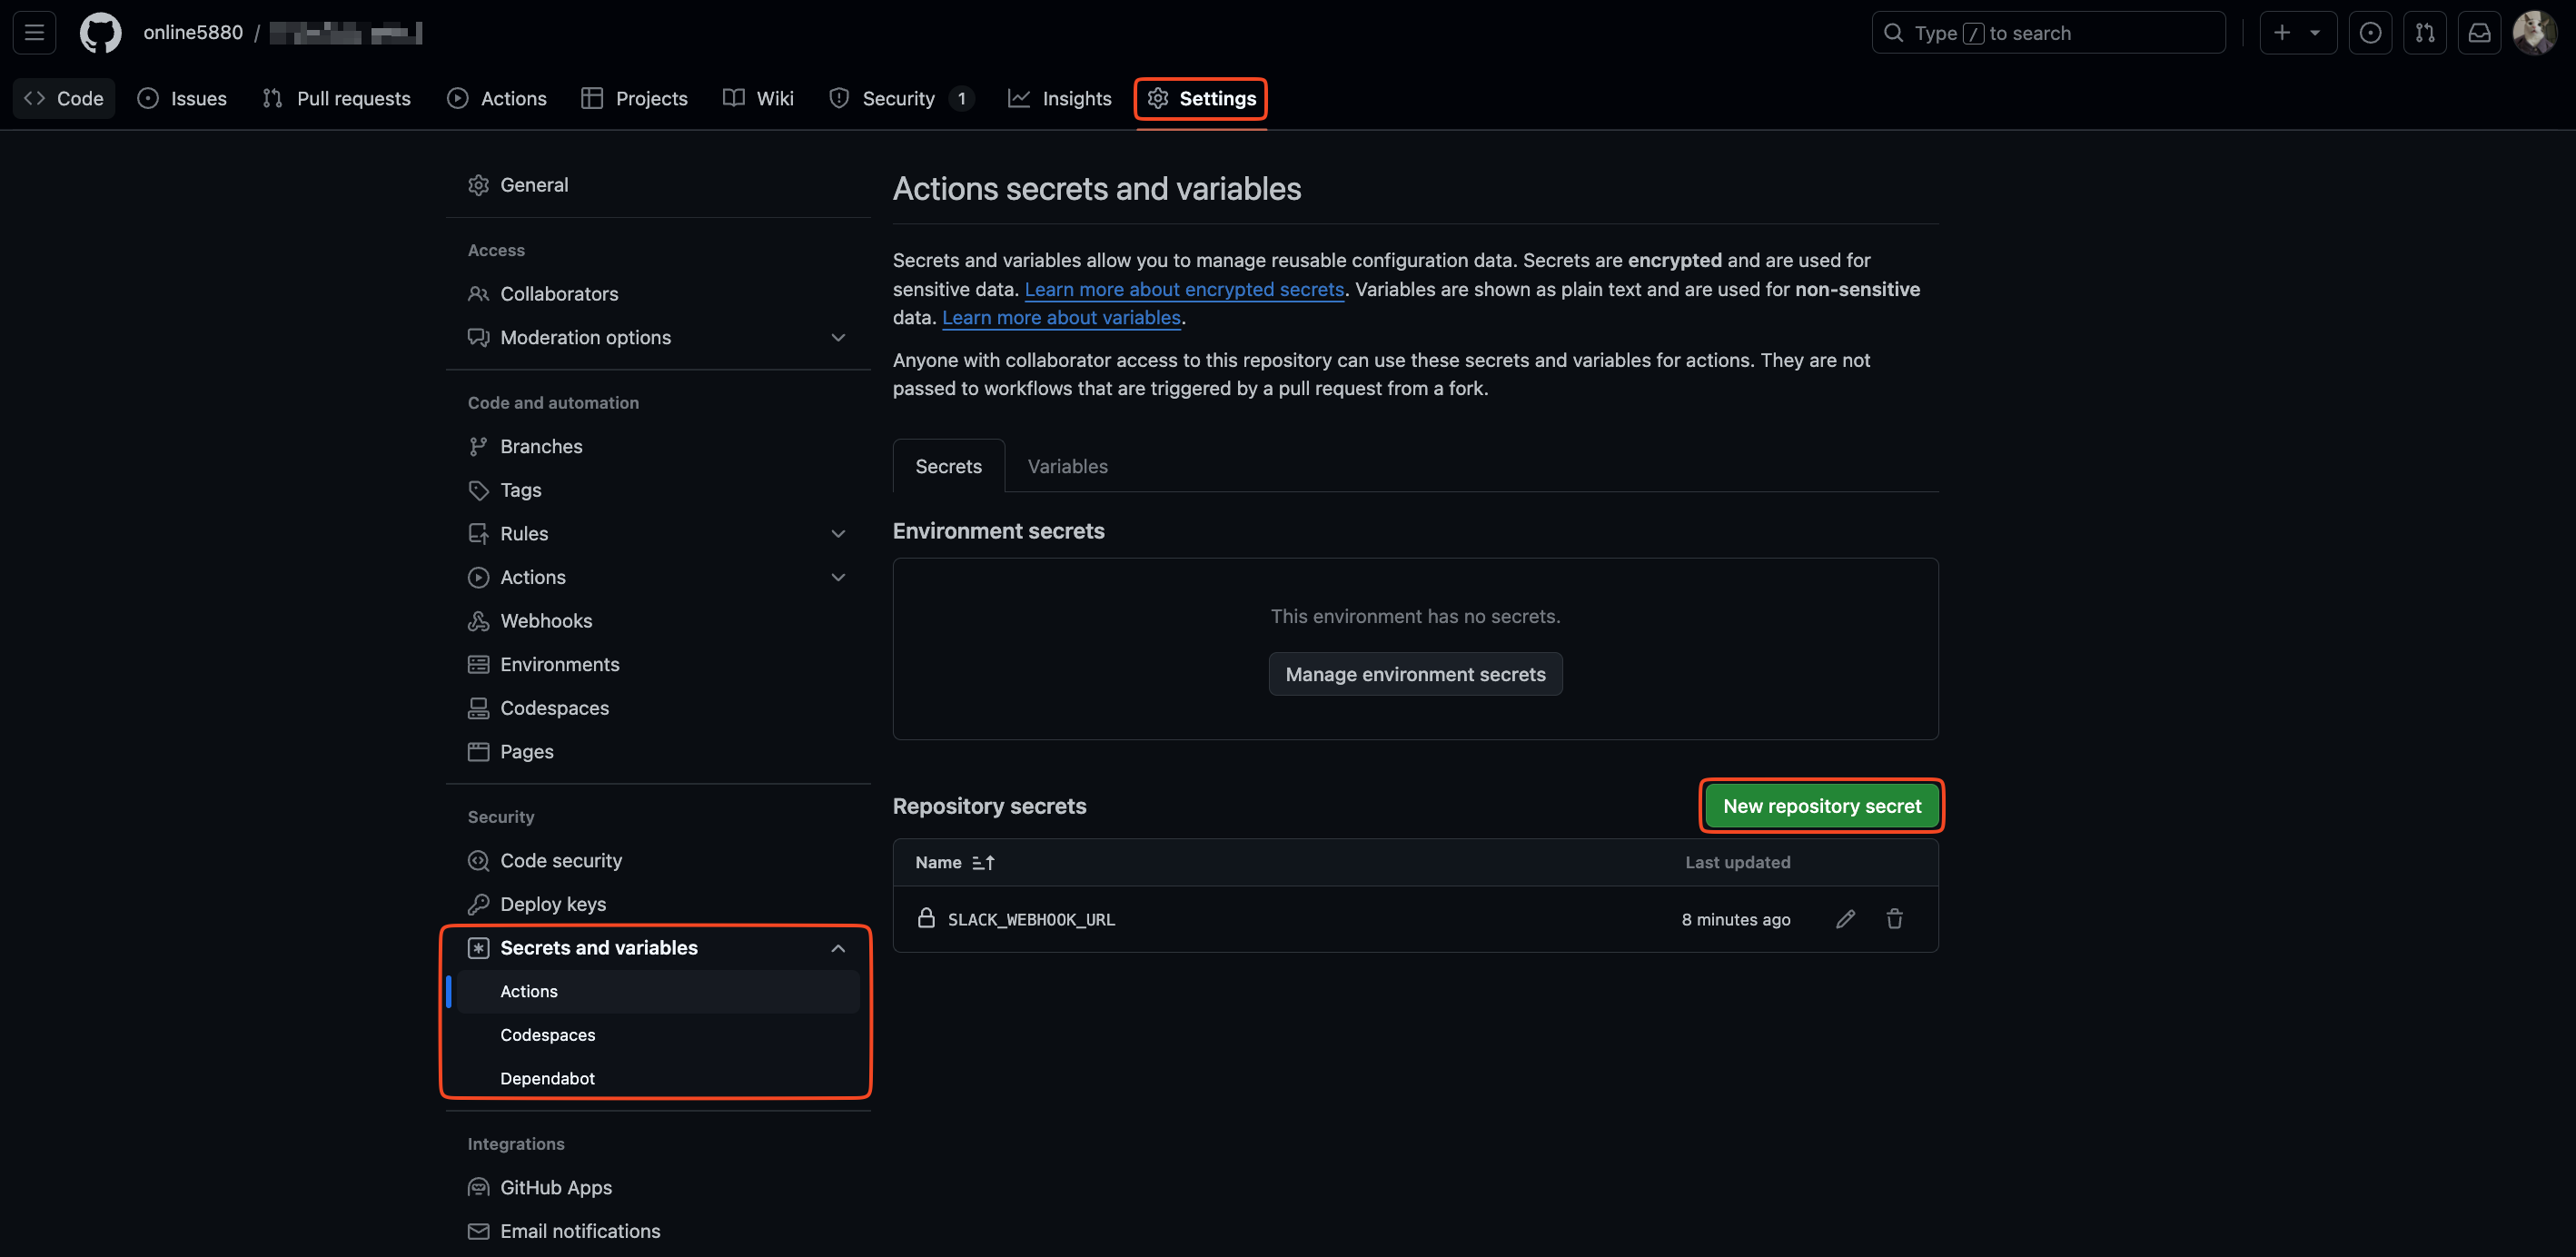 online5880 /
Type / to search
Code Issues Pull requests Actions Projects Wiki Security 1 Insights Settings
General
Access
Collaborators
Moderation options
Code and automation
Branches
Tags
Rules
Actions
Webhooks
Environments
Codespaces
Pages
Security
Code security
Deploy keys
Secrets and variables
Actions
Codespaces
Dependabot
Integrations
GitHub Apps
Email notifications
Actions secrets and variables
Secrets and variables allow you to manage reusable configuration data. Secrets are encrypted and are used for
sensitive data. Learn more about encrypted secrets. Variables are shown as plain text and are used for non-sensitive
data. Learn more about variables.
Anyone with collaborator access to this repository can use these secrets and variables for actions. They are not
passed to workflows that are triggered by a pull request from a fork.
Secrets Variables
Environment secrets
This environment has no secrets.
Manage environment secrets
Repository secrets
New repository secret
Name Last updated
SLACK_WEBHOOK_URL 8 minutes ago